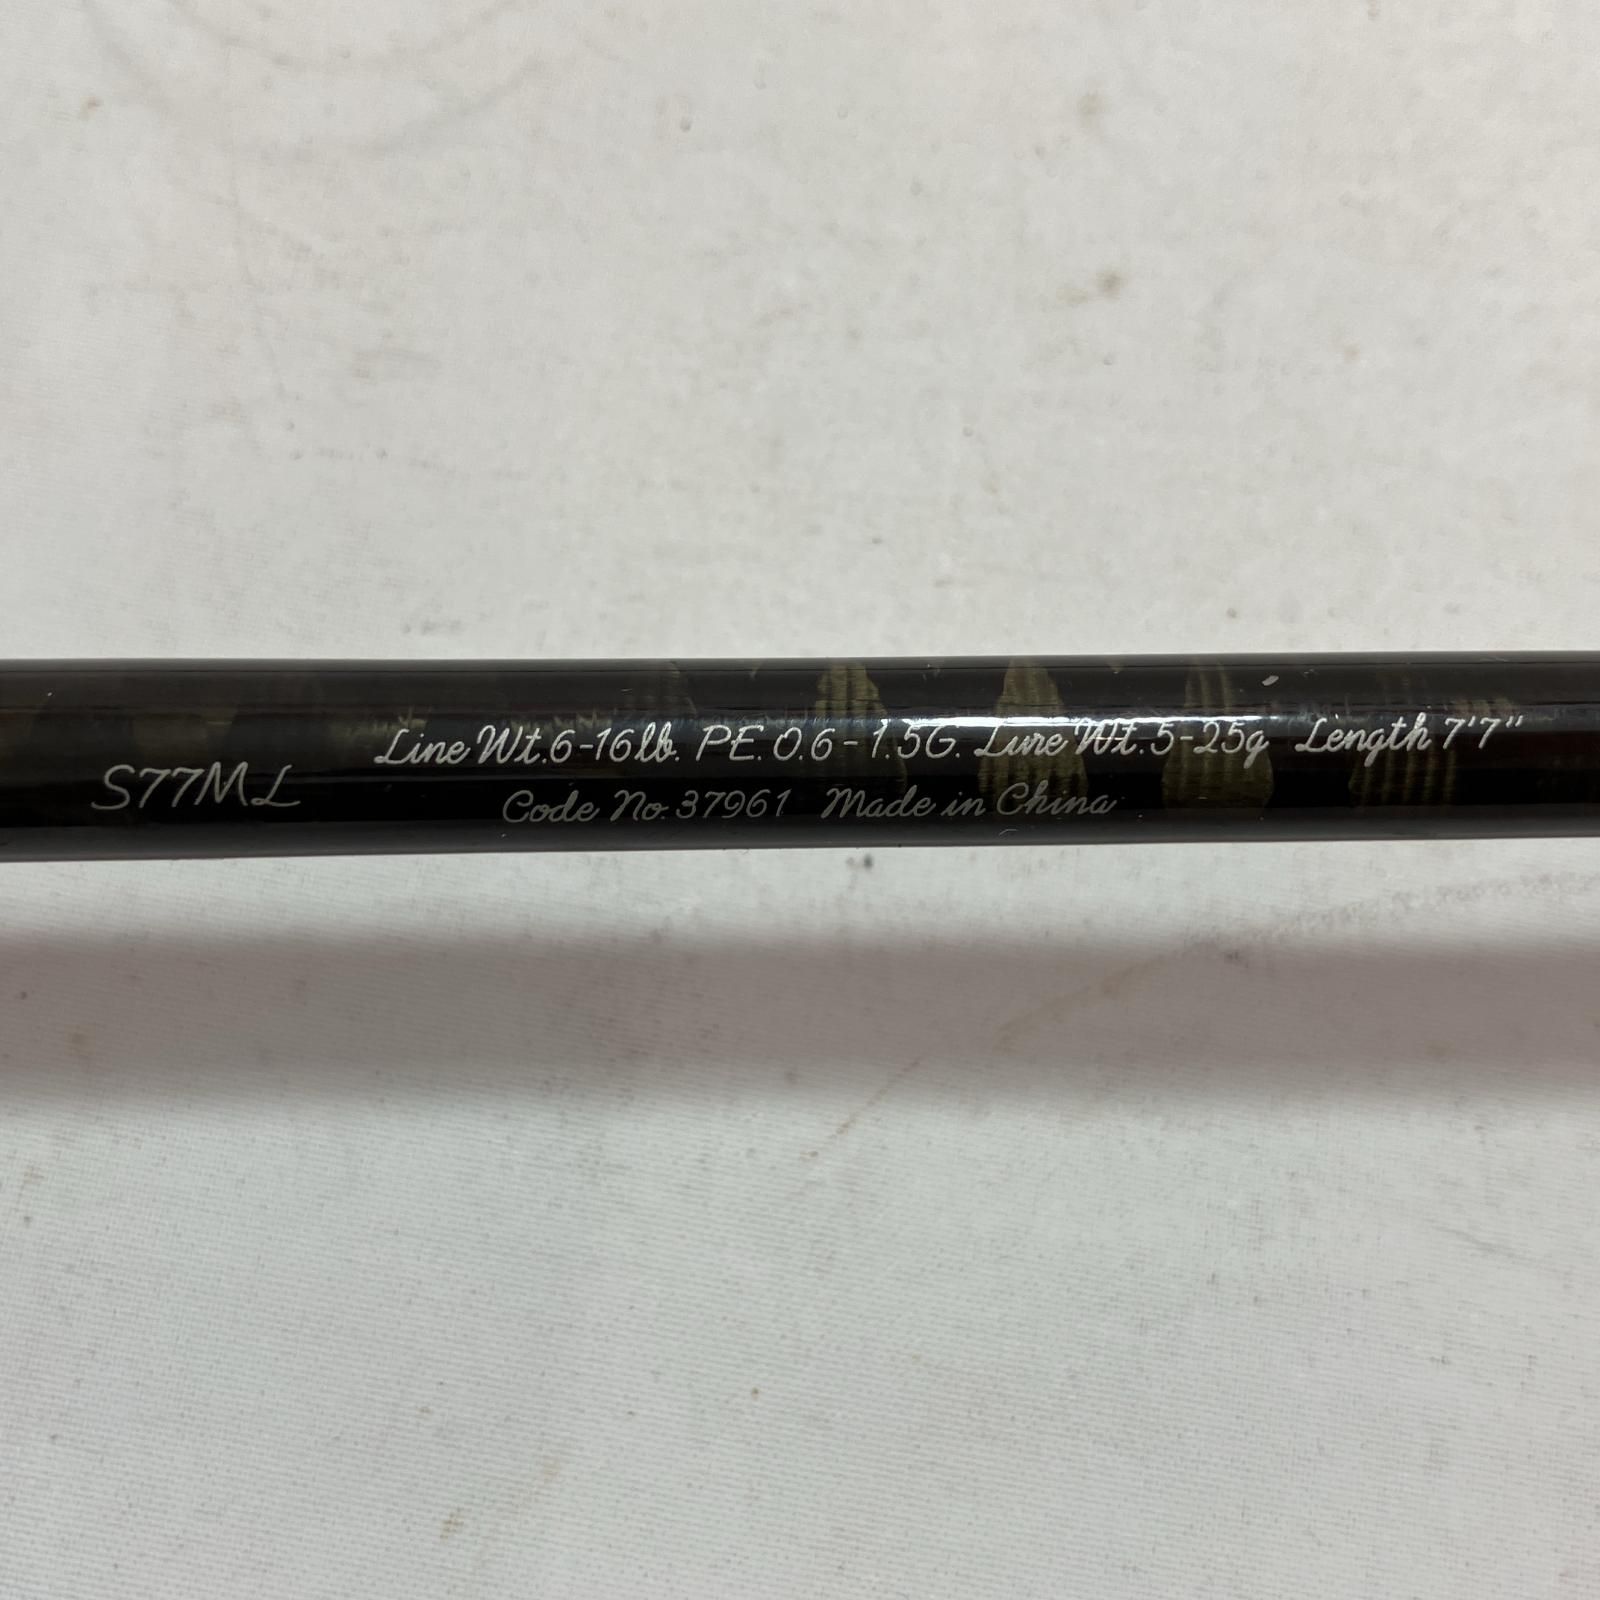 S77ML
Line Wt.6-16lb. PE.0.6-1.5G. Lure Wt.5-25g Length 7'7"
Code No.37961 Made in China